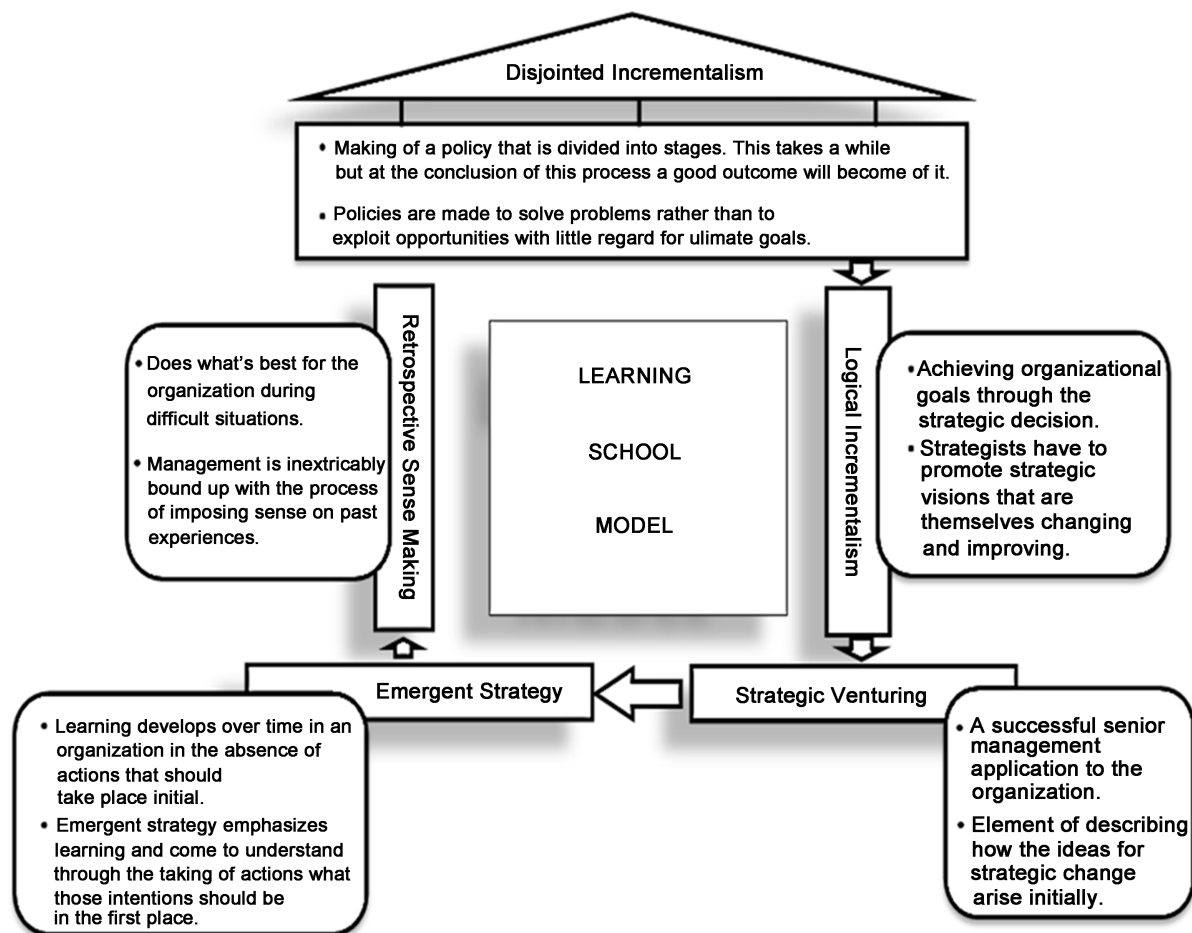 Disjointed Incrementalism
• Making of a policy that is divided into stages. This takes a while
but at the conclusion of this process a good outcome will become of it.
• Policies are made to solve problems rather than to
exploit opportunities with little regard for ulimate goals.
Retrospective Sense Making
• Does what's best for the
organization during
difficult situations.
• Management is inextricably
bound up with the process
of imposing sense on past
experiences.
LEARNING
SCHOOL
MODEL
Logical Incrementalism
• Achieving organizational
goals through the
strategic decision.
• Strategists have to
promote strategic
visions that are
themselves changing
and improving.
Emergent Strategy
• Learning develops over time in an
organization in the absence of
actions that should
take place initial.
• Emergent strategy emphasizes
learning and come to understand
through the taking of actions what
those intentions should be
in the first place.
Strategic Venturing
• A successful senior
management
application to the
organization.
• Element of describing
how the ideas for
strategic change
arise initially.